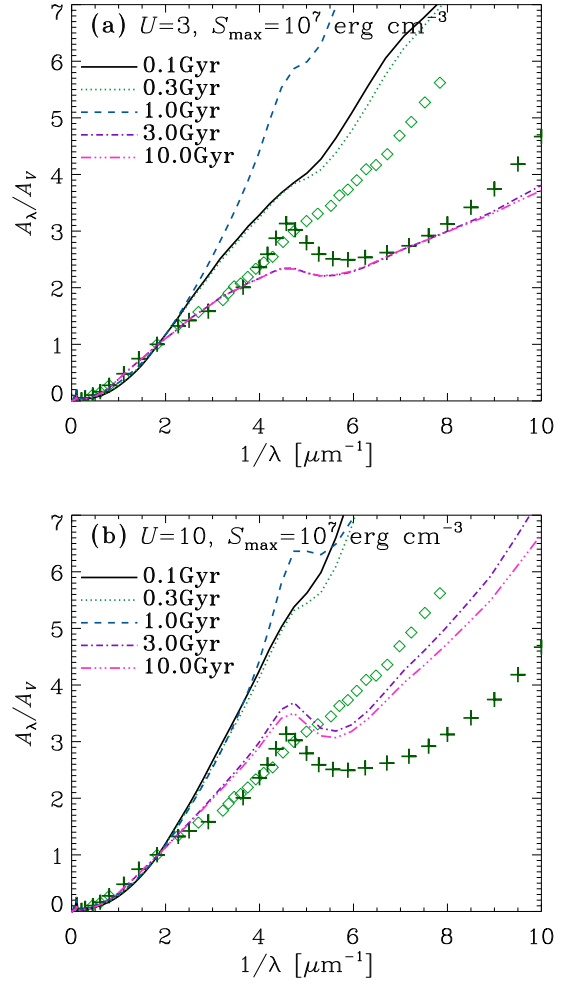 7
(a) U=3, S_max=10^7 erg cm^-3
0.1Gyr
6
0.3Gyr
1.0Gyr
5
3.0Gyr
10.0Gyr
4
A_λ/A_V
3
2
1
0
0 2 4 6 8 10
1/λ [μm^-1]
7
(b) U=10, S_max=10^7 erg cm^-3
0.1Gyr
6
0.3Gyr
1.0Gyr
5
3.0Gyr
10.0Gyr
4
A_λ/A_V
3
2
1
0
0 2 4 6 8 10
1/λ [μm^-1]